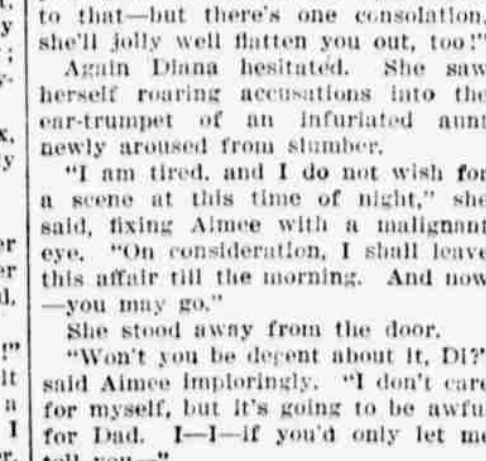 to that—but there's one consolation,
she'll jolly well flatten you out, too!"
Again Diana hesitated. She saw
herself roaring accusations into the
ear-trumpet of an infuriated aunt
newly aroused from slumber.
"I am tired, and I do not wish for
a scene at this time of night," she
said, fixing Aimee with a malignant
eye. "On consideration, I shall leave
this affair till the morning. And now
—you may go."
She stood away from the door.
"Won't you be decent about it, Di?"
said Aimee imploringly. "I don't care
for myself, but it's going to be awful
for Dad. I—I—if you'd only let me
tell you—"